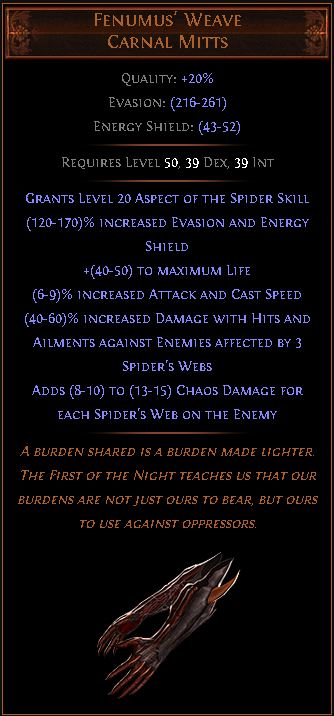 Fenumus' Weave
Carnal Mitts
Quality: +20%
Evasion: (216-261)
Energy Shield: (43-52)
Requires Level 50, 39 Dex, 39 Int
Grants Level 20 Aspect of the Spider Skill
(120-170)% increased Evasion and Energy
Shield
+(40-50) to maximum Life
(6-9)% increased Attack and Cast Speed
(40-60)% increased Damage with Hits and
Ailments against Enemies affected by 3
Spider's Webs
Adds (8-10) to (13-15) Chaos Damage for
each Spider's Web on the Enemy
A burden shared is a burden made lighter.
The First of the Night teaches us that our
burdens are not just ours to bear, but ours
to use against oppressors.